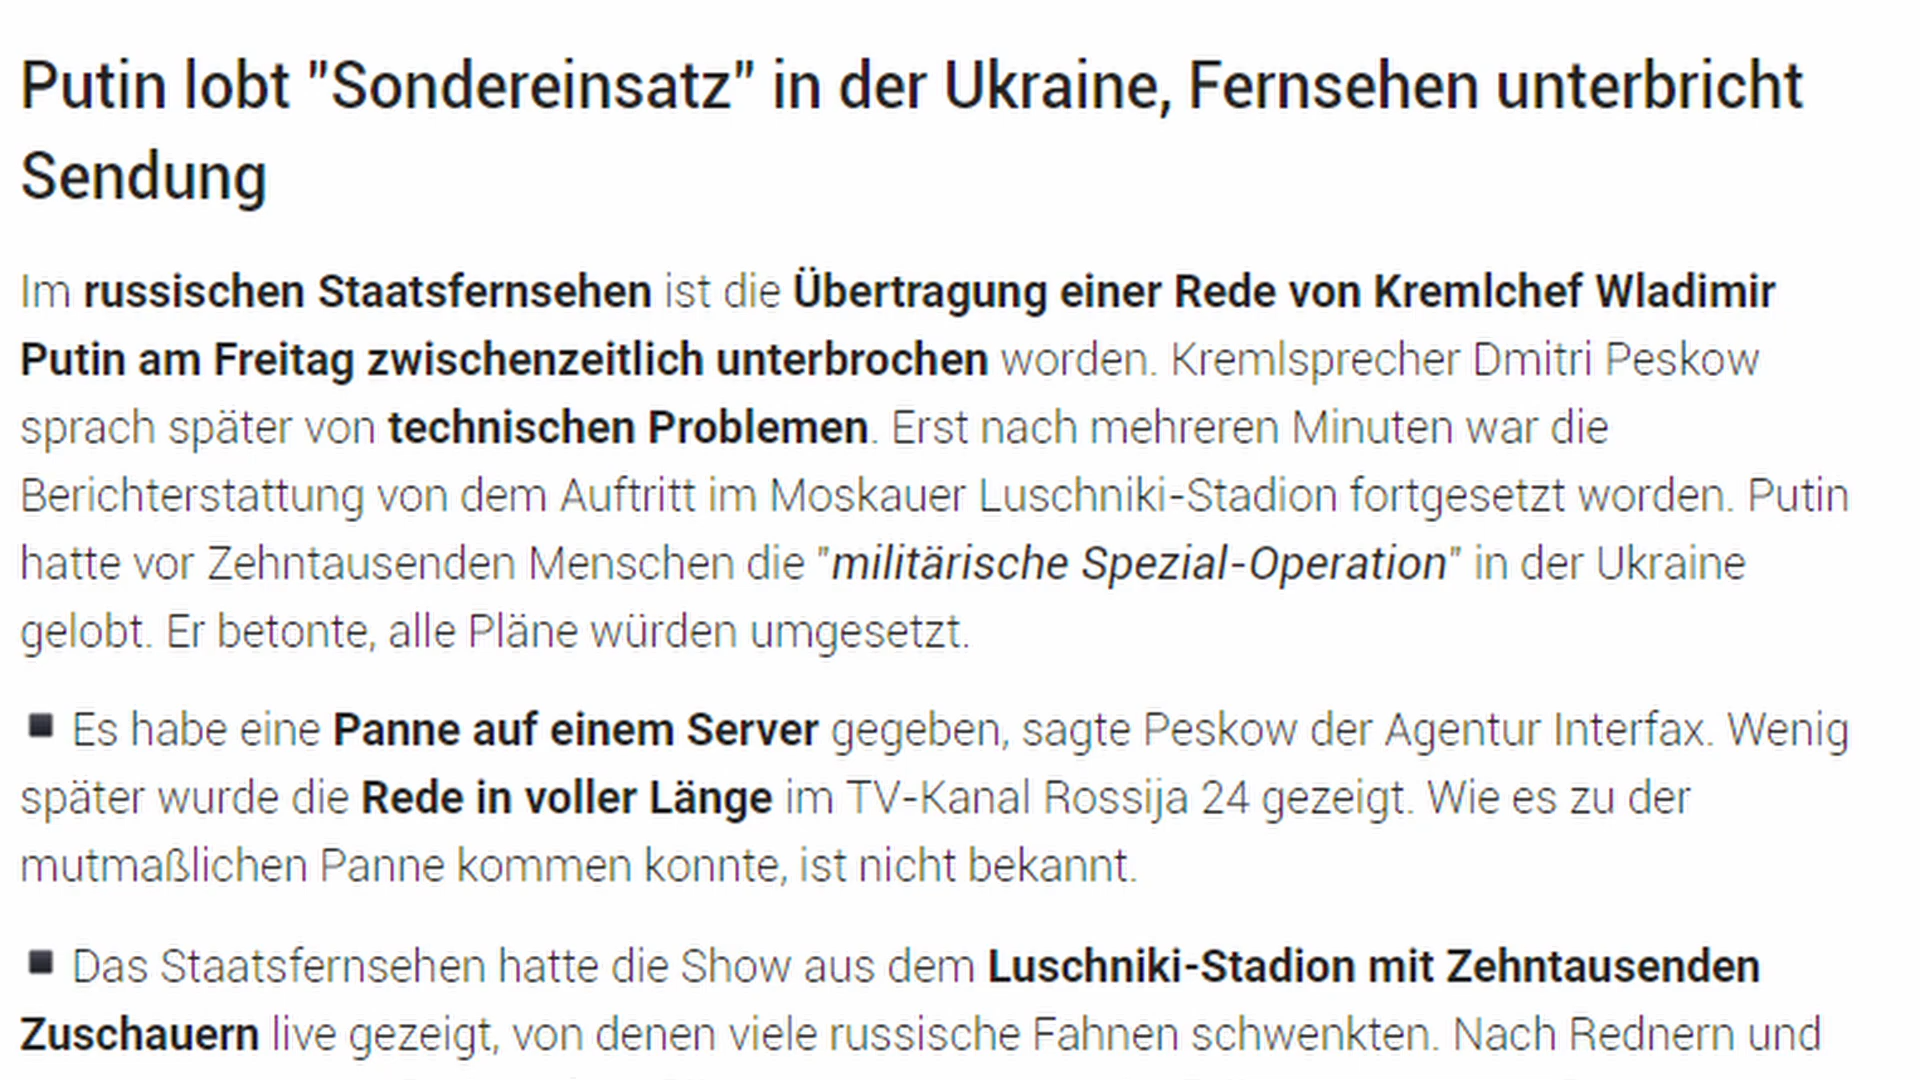 Putin lobt "Sondereinsatz" in der Ukraine, Fernsehen unterbricht
Sendung
Im russischen Staatsfernsehen ist die Übertragung einer Rede von Kremlchef Wladimir
Putin am Freitag zwischenzeitlich unterbrochen worden. Kremlsprecher Dmitri Peskow
sprach später von technischen Problemen. Erst nach mehreren Minuten war die
Berichterstattung von dem Auftritt im Moskauer Luschniki-Stadion fortgesetzt worden. Putin
hatte vor Zehntausenden Menschen die "militärische Spezial-Operation" in der Ukraine
gelobt. Er betonte, alle Pläne würden umgesetzt.
▪ Es habe eine Panne auf einem Server gegeben, sagte Peskow der Agentur Interfax. Wenig
später wurde die Rede in voller Länge im TV-Kanal Rossija 24 gezeigt. Wie es zu der
mutmaßlichen Panne kommen konnte, ist nicht bekannt.
▪ Das Staatsfernsehen hatte die Show aus dem Luschniki-Stadion mit Zehntausenden
Zuschauern live gezeigt, von denen viele russische Fahnen schwenkten. Nach Rednern und